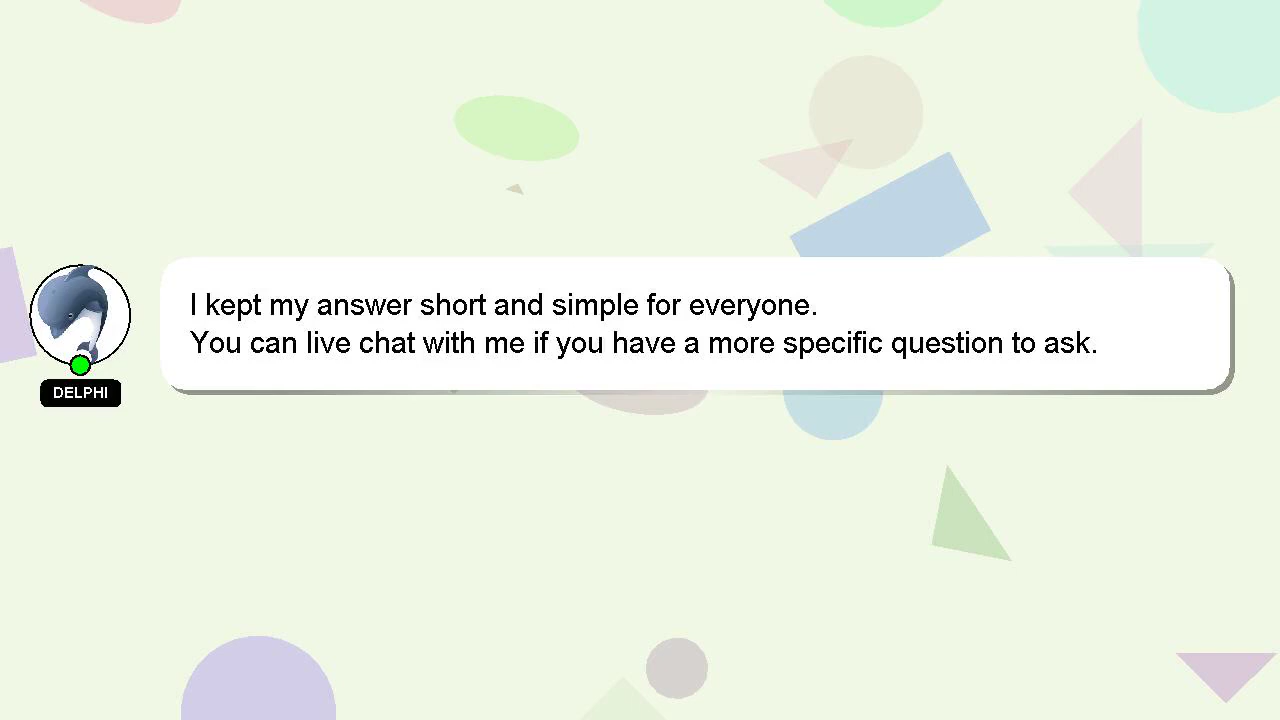 I kept my answer short and simple for everyone.
You can live chat with me if you have a more specific question to ask.
DELPHI